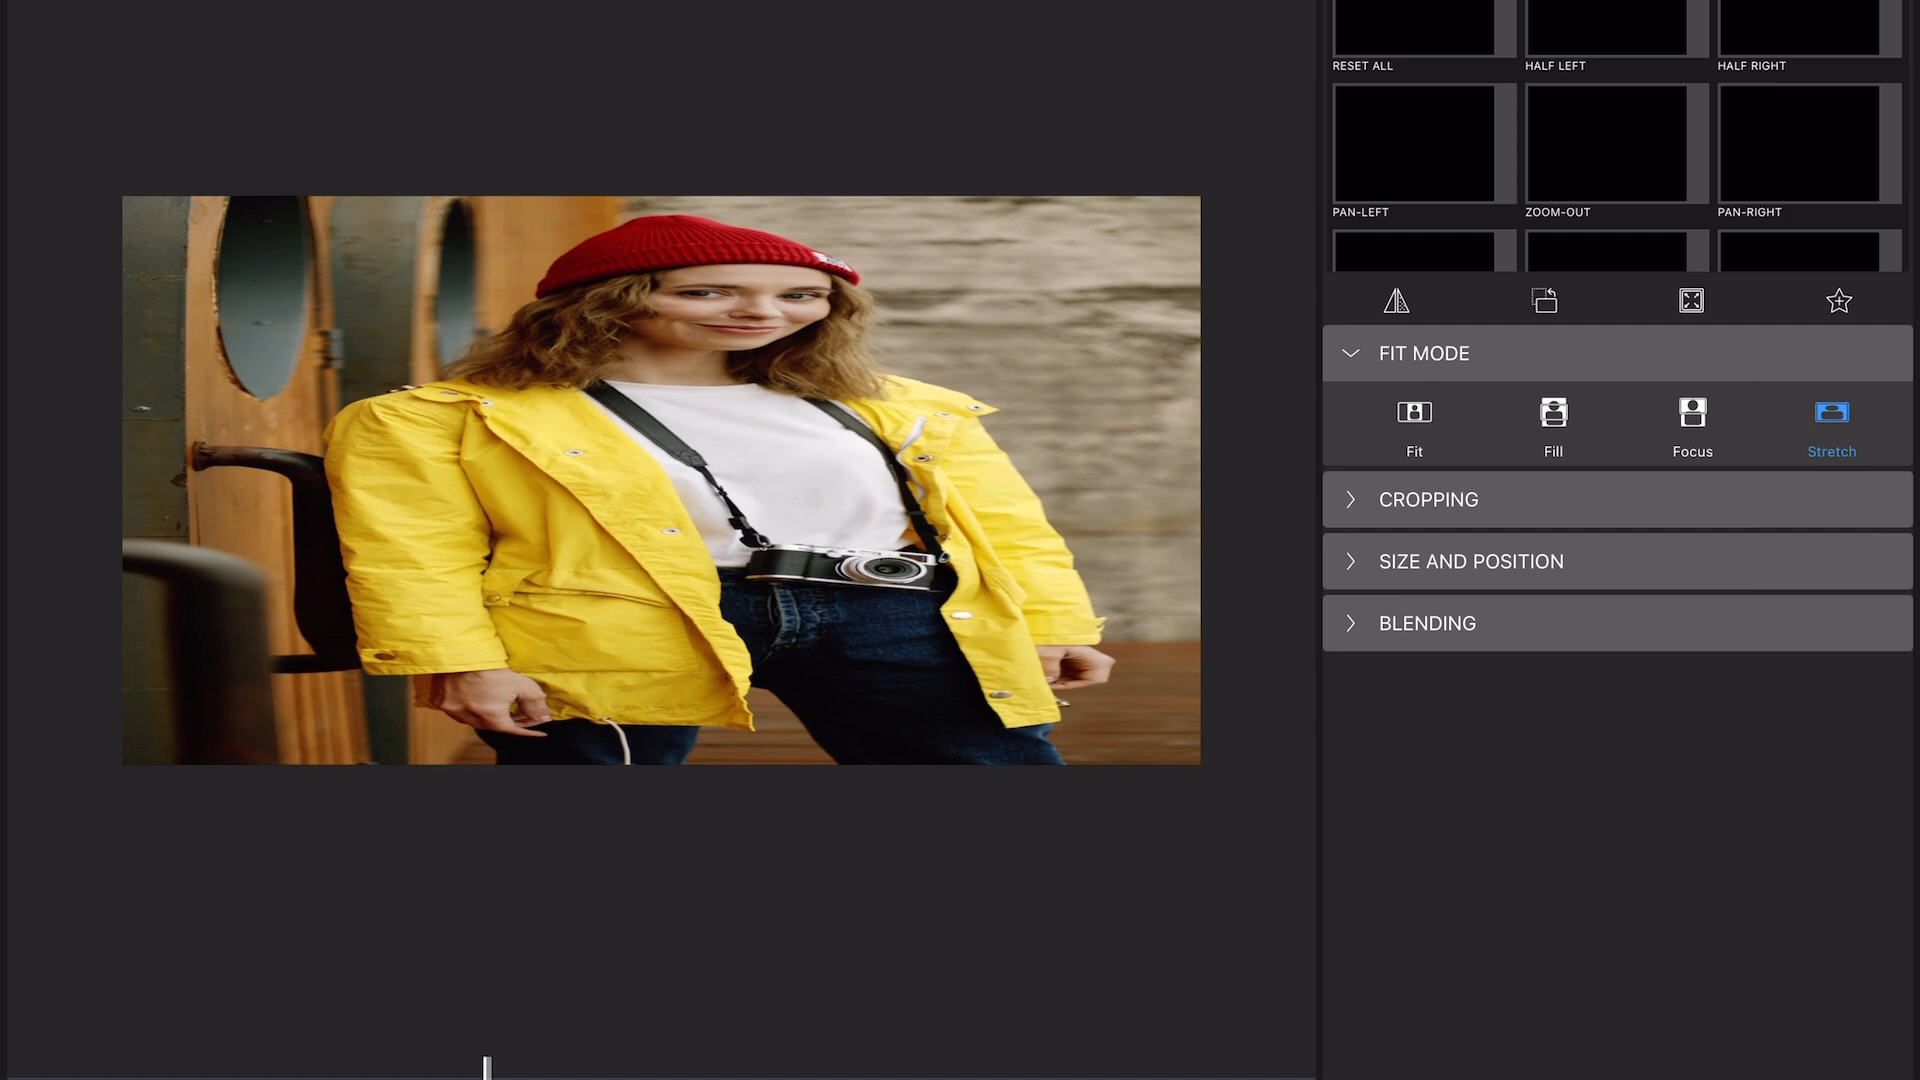 RESET ALL HALF LEFT HALF RIGHT
PAN-LEFT ZOOM-OUT PAN-RIGHT
FIT MODE
Fit Fill Focus Stretch
CROPPING
SIZE AND POSITION
BLENDING